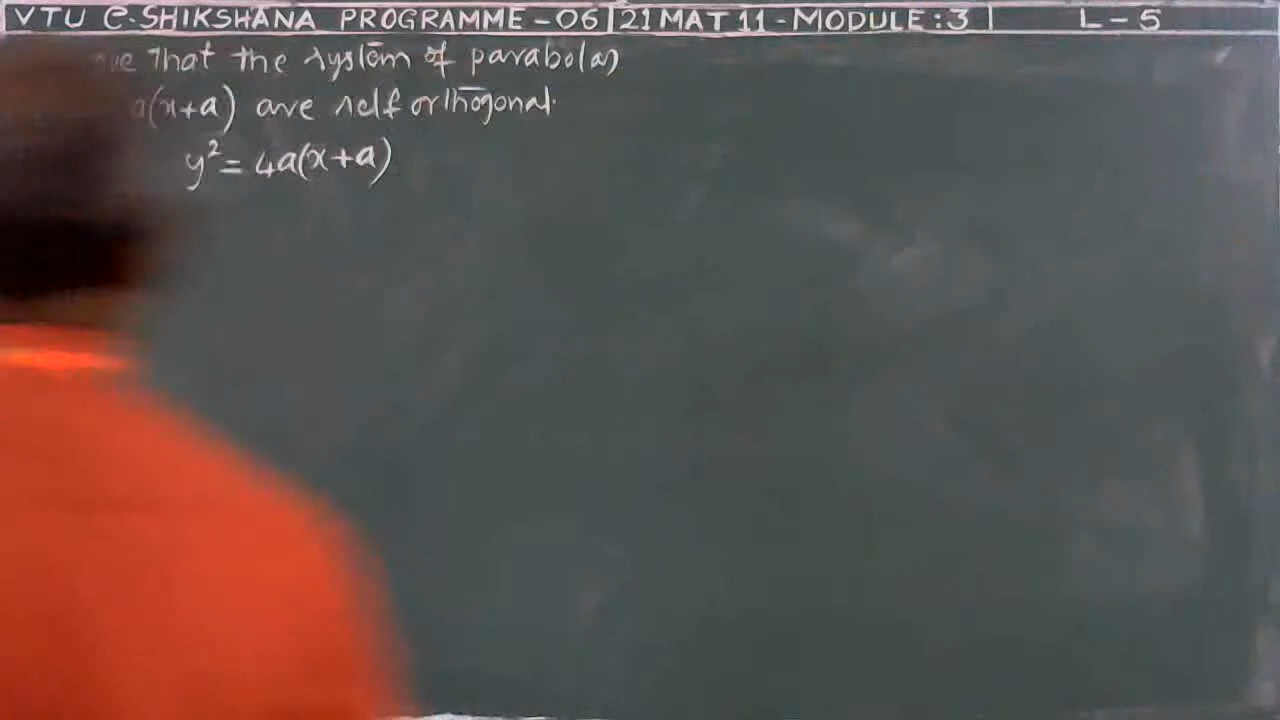 VTU e-SHIKSHANA PROGRAMME - 06 | 21 MAT 11 - MODULE : 3 | L - 5
that the system of parabolas
a(x+a) are self orthogonal.
y² = 4a(x+a)